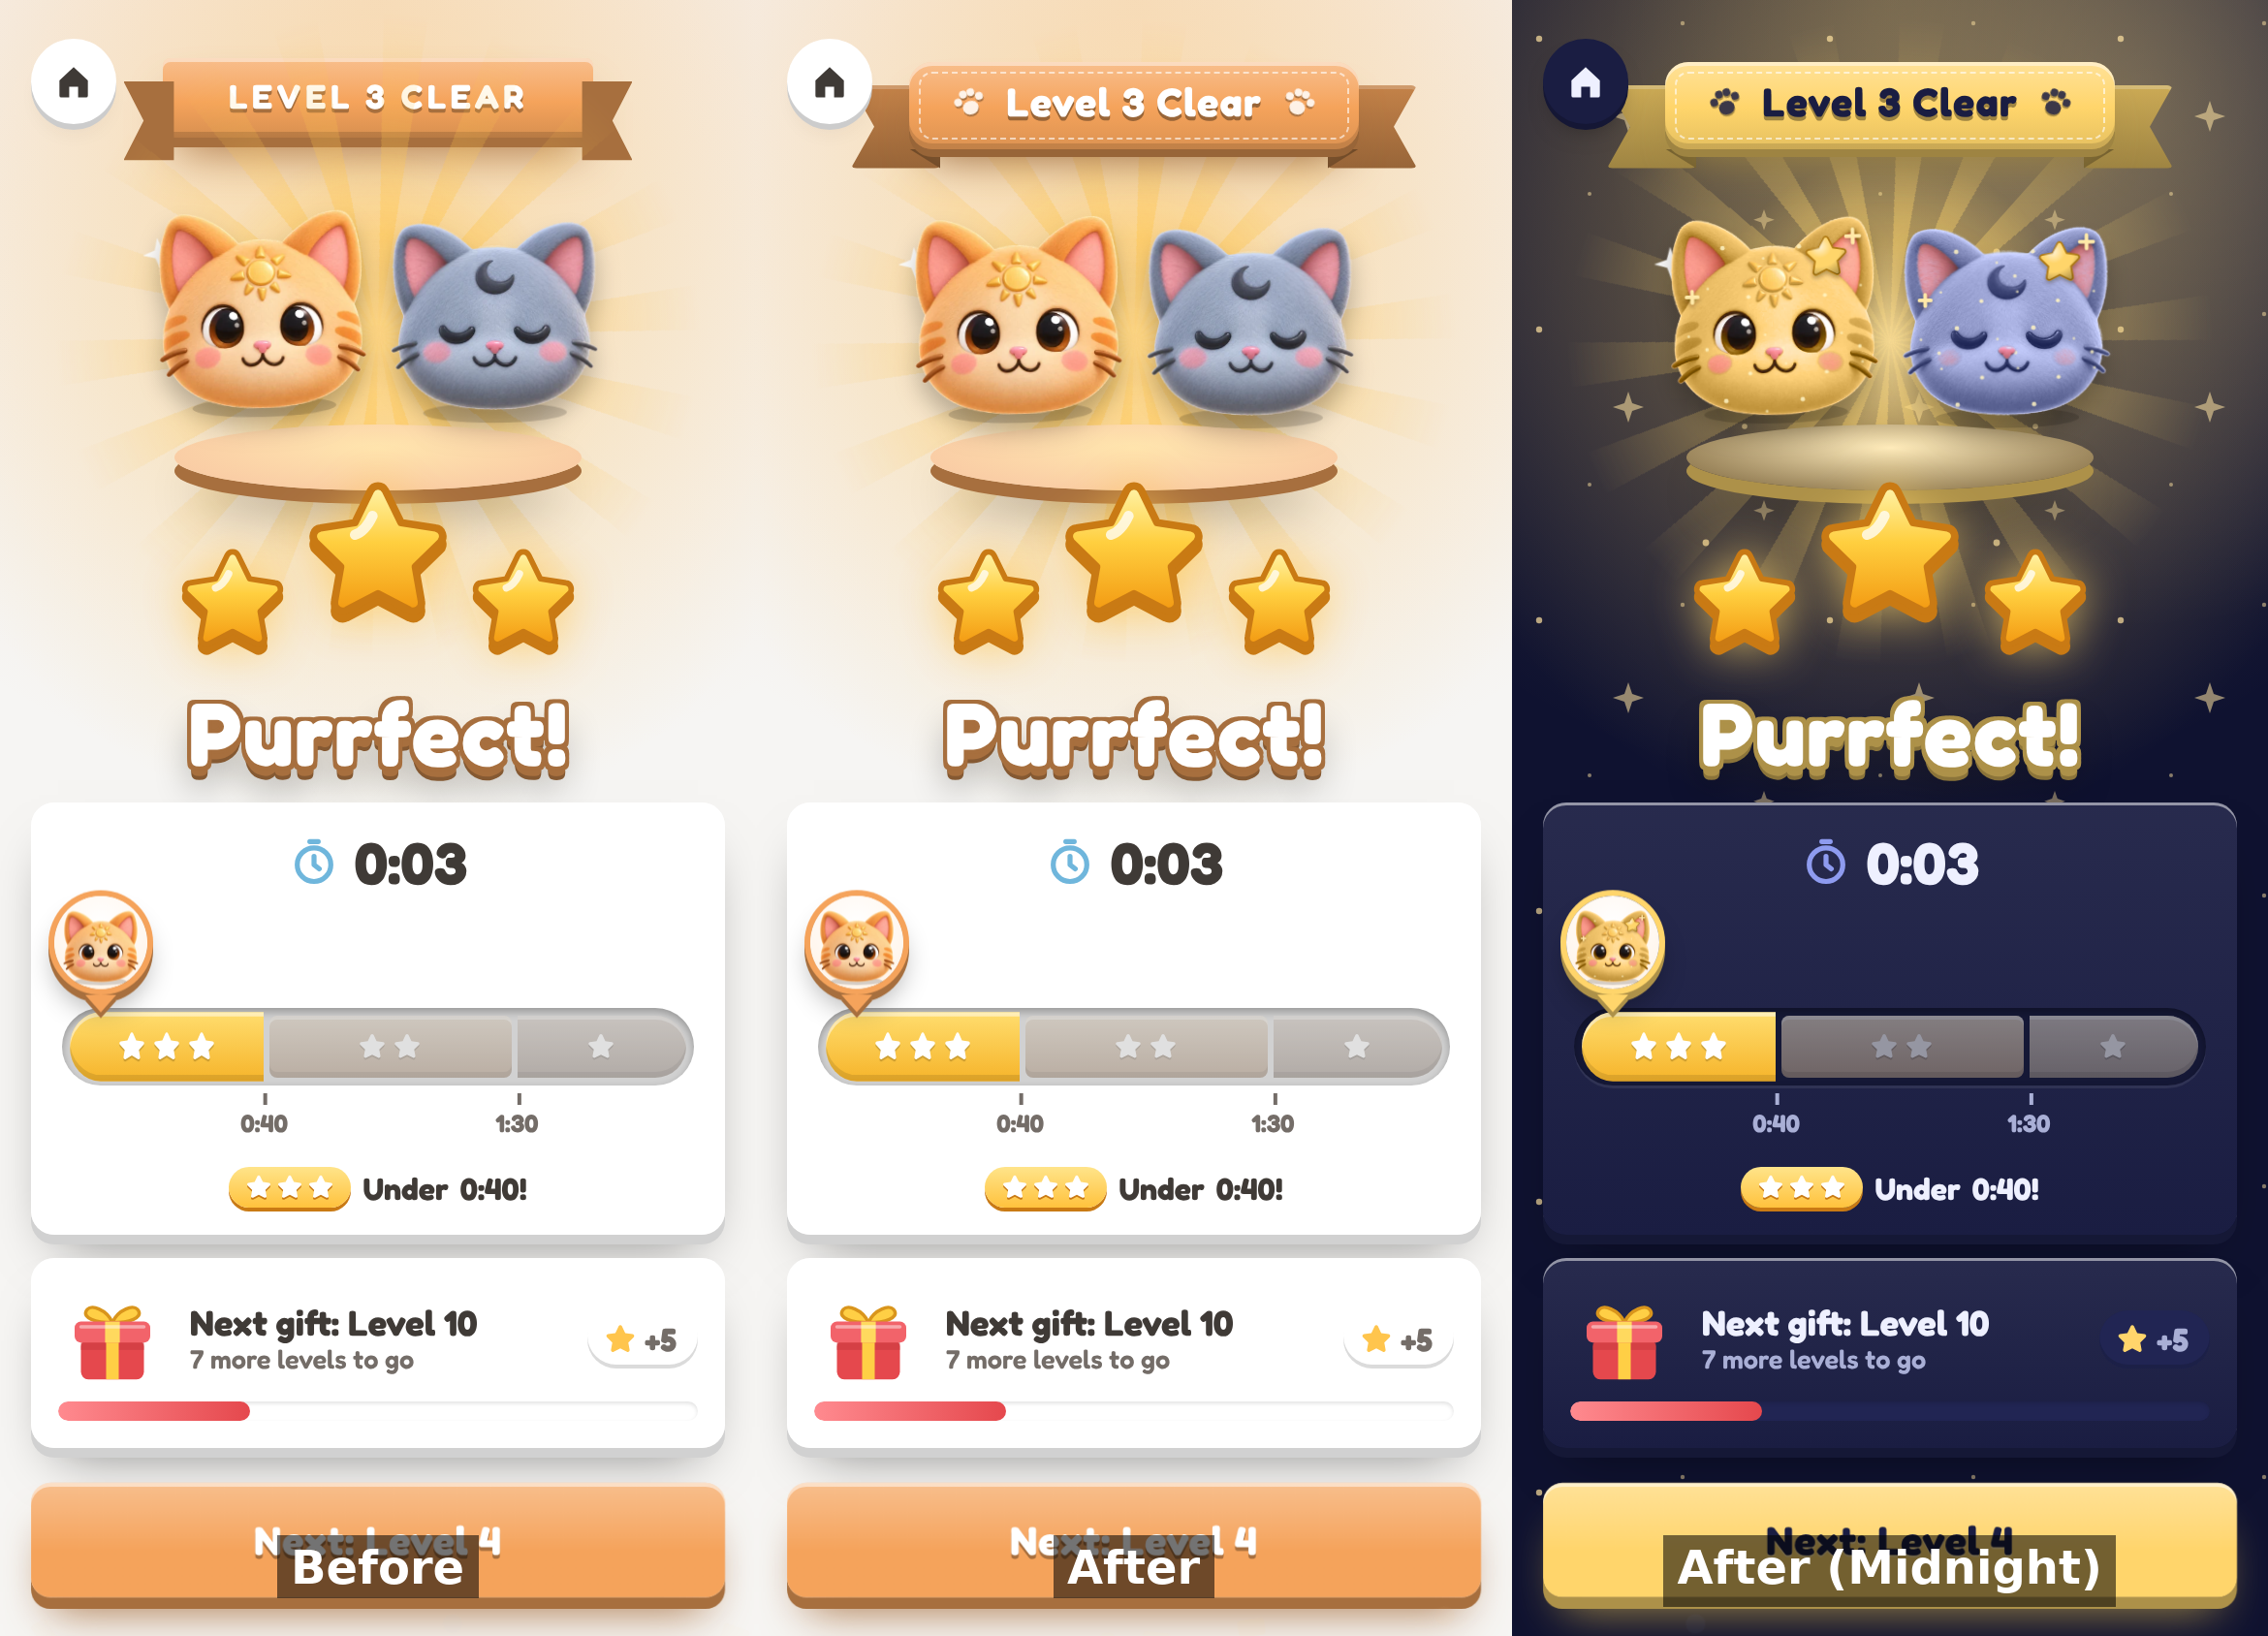 LEVEL 3 CLEAR
Purrfect!
0:03
0:40
1:30
Under 0:40!
Next gift: Level 10
7 more levels to go
+5
Next: Level 4
Before
Level 3 Clear
Purrfect!
0:03
0:40
1:30
Under 0:40!
Next gift: Level 10
7 more levels to go
+5
Next: Level 4
After
Level 3 Clear
Purrfect!
0:03
0:40
1:30
Under 0:40!
Next gift: Level 10
7 more levels to go
+5
Next: Level 4
After (Midnight)